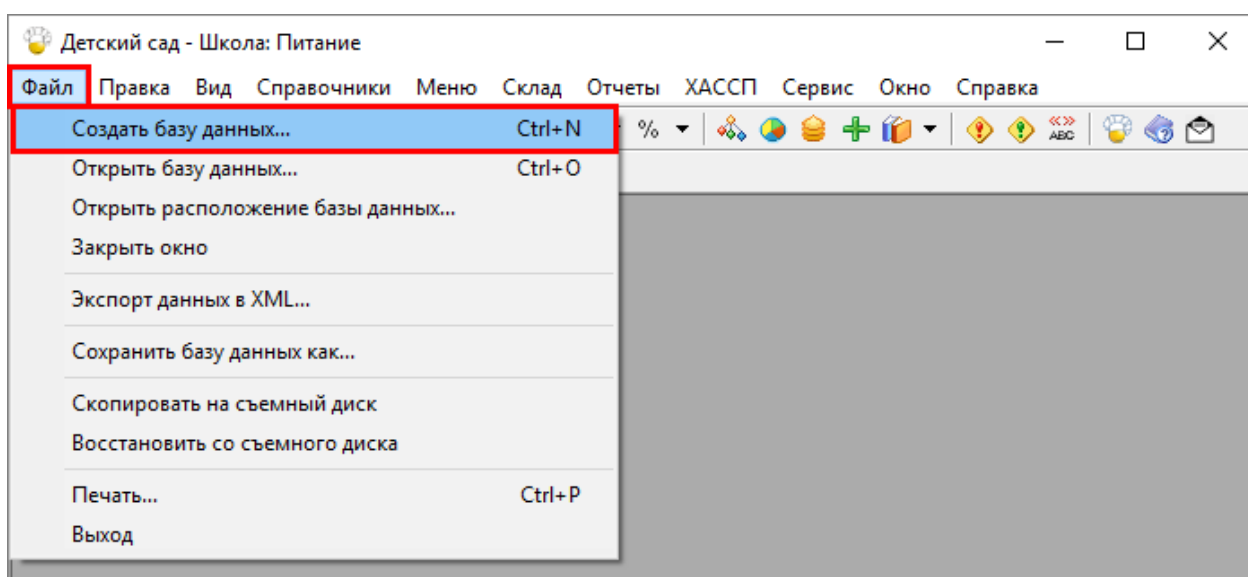 Детский сад - Школа: Питание
Файл Правка Вид Справочники Меню Склад Отчеты ХАССП Сервис Окно Справка
Создать базу данных... Ctrl+N % ABC
Открыть базу данных... Ctrl+O
Открыть расположение базы данных...
Закрыть окно
Экспорт данных в XML...
Сохранить базу данных как...
Скопировать на съемный диск
Восстановить со съемного диска
Печать... Ctrl+P
Выход